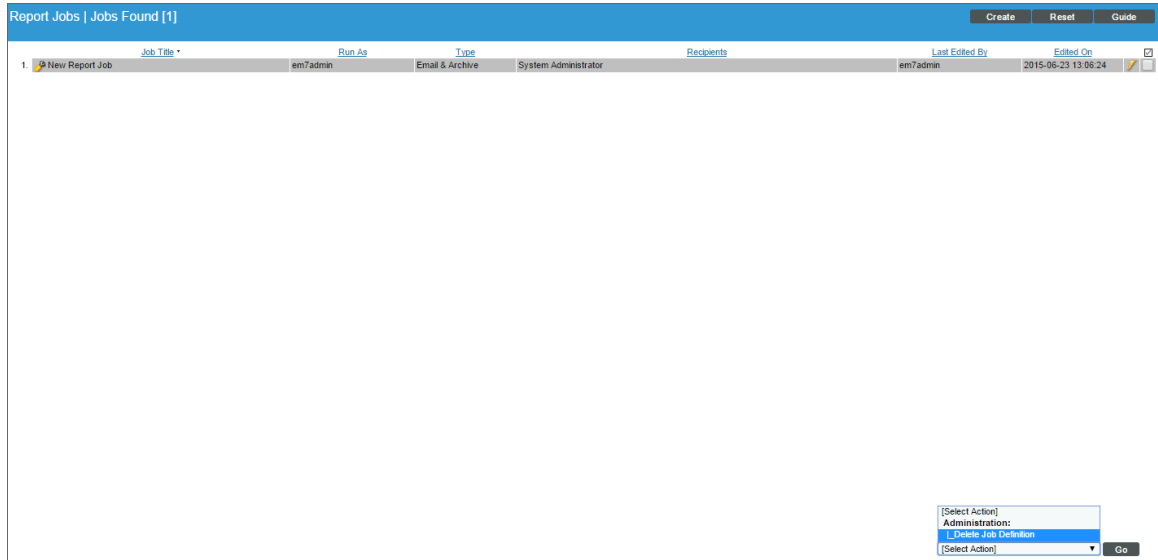 Report Jobs | Jobs Found [1] Create Reset Guide
Job Title Run As Type Recipients Last Edited By Edited On
1. New Report Job em7admin Email & Archive System Administrator em7admin 2015-06-23 13:06:24
[Select Action]
Administration:
|_Delete Job Definition
[Select Action] Go